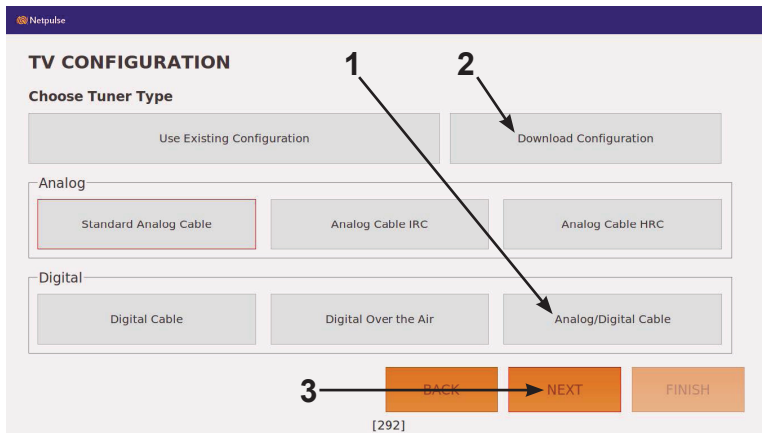 Netpulse
TV CONFIGURATION
1
2
Choose Tuner Type
Use Existing Configuration
Download Configuration
Analog
Standard Analog Cable
Analog Cable IRC
Analog Cable HRC
Digital
Digital Cable
Digital Over the Air
Analog/Digital Cable
3
BACK
NEXT
FINISH
[292]